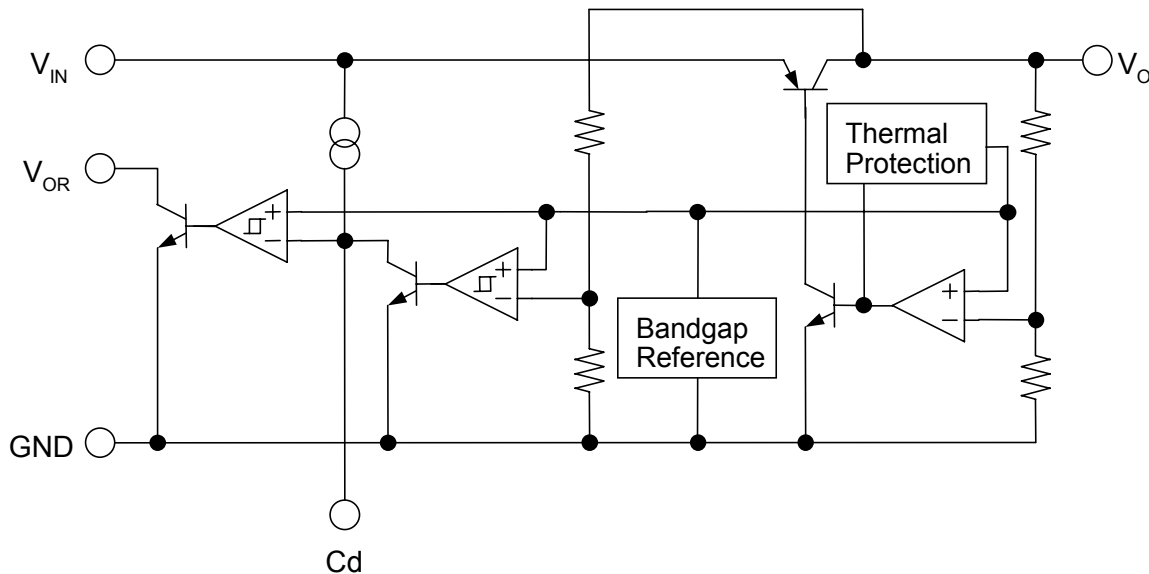 V_IN
V_O
Thermal
Protection
V_OR
+
−
+
−
+
−
Bandgap
Reference
GND
Cd